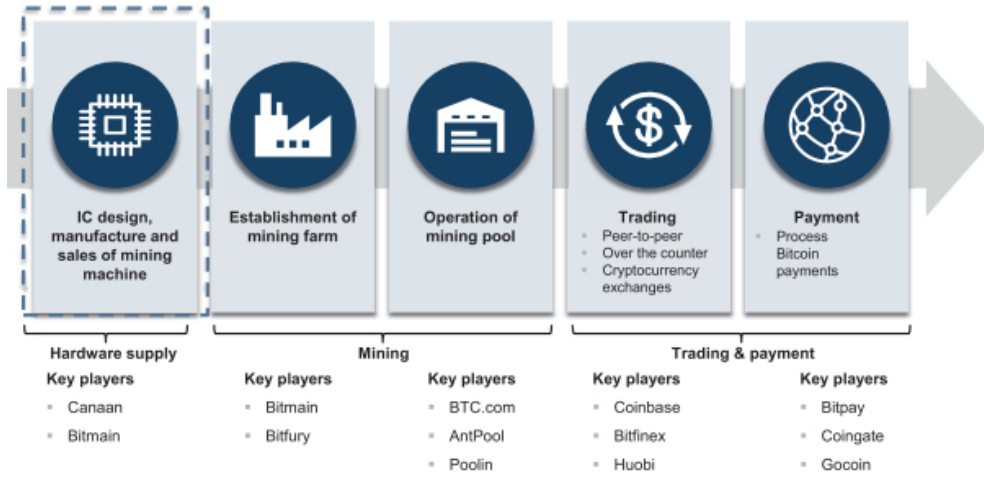 IC design,
manufacture and
sales of mining
machine
Establishment of
mining farm
Operation of
mining pool
$
Trading
Peer-to-peer
Over the counter
Cryptocurrency
exchanges
Payment
Process
Bitcoin
payments
Hardware supply
Mining
Trading & payment
Key players
Canaan
Bitmain
Key players
Bitmain
Bitfury
Key players
BTC.com
AntPool
Poolin
Key players
Coinbase
Bitfinex
Huobi
Key players
Bitpay
Coingate
Gocoin